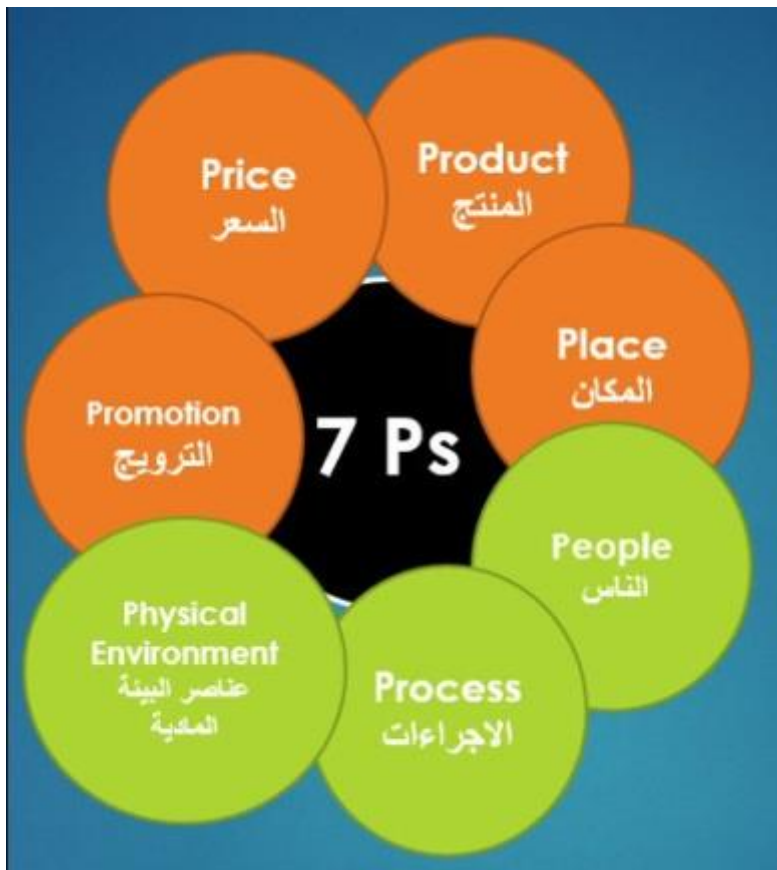 Price
السعر
Product
المنتج
Place
المكان
Promotion
الترويج
7 Ps
People
الناس
Physical
Environment
عناصر البيئة
المادية
Process
الاجراءات